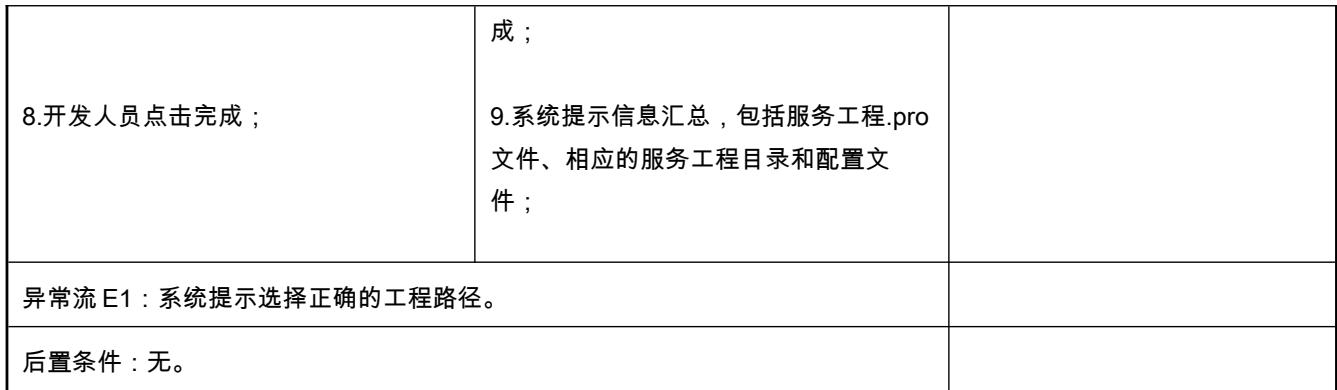 成；
8.开发人员点击完成；
9.系统提示信息汇总，包括服务工程.pro
文件、相应的服务工程目录和配置文
件；
异常流 E1：系统提示选择正确的工程路径。
后置条件：无。